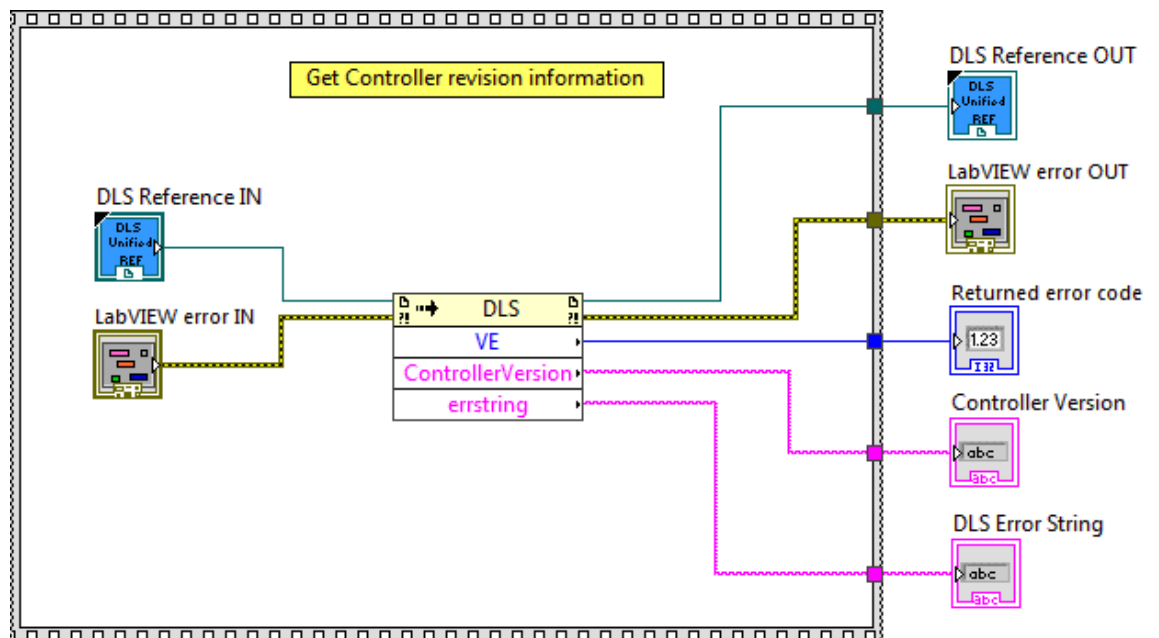 Get Controller revision information
DLS Reference OUT
DLS
Unified
REF
LabVIEW error OUT
DLS Reference IN
DLS
Unified
REF
LabVIEW error IN
?! DLS ?!
VE
ControllerVersion
errstring
Returned error code
1.23
I32
Controller Version
abc
abc
DLS Error String
abc
abc